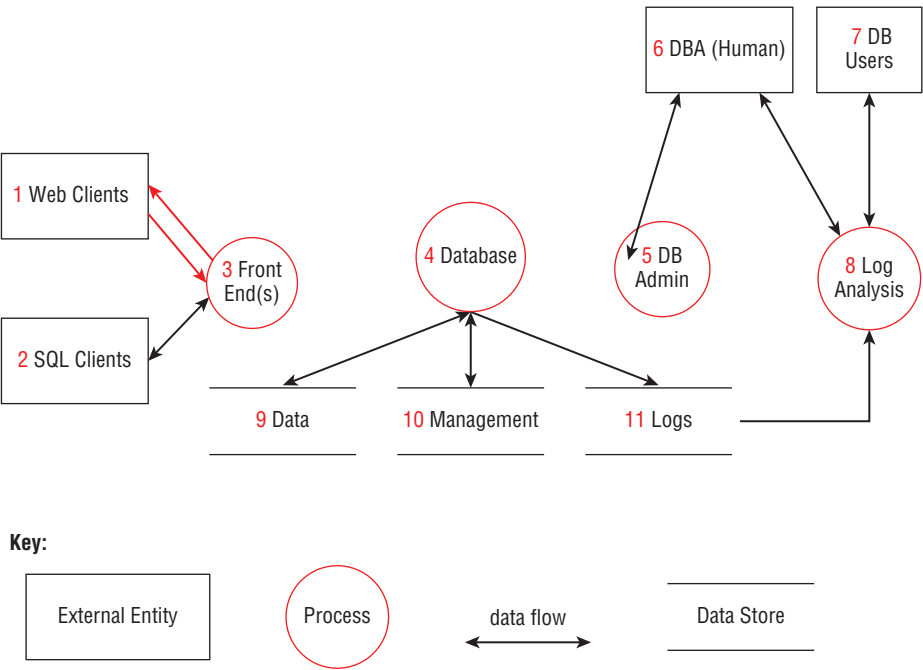 6 DBA (Human)
7 DB
Users
1 Web Clients
4 Database
3 Front
End(s)
5 DB
Admin
8 Log
Analysis
2 SQL Clients
9 Data
10 Management
11 Logs
Key:
External Entity
Process
data flow
Data Store